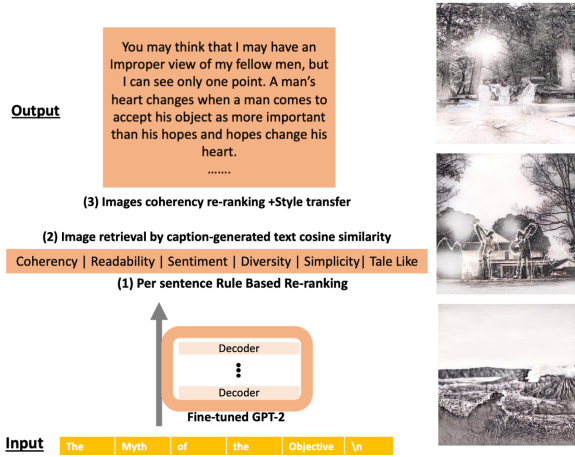 You may think that I may have an
Improper view of my fellow men, but
I can see only one point. A man's
heart changes when a man comes to
accept his object as more important
than his hopes and hopes change his
heart.
.......
Output
(3) Images coherency re-ranking +Style transfer
(2) Image retrieval by caption-generated text cosine similarity
Coherency | Readability | Sentiment | Diversity | Simplicity| Tale Like
(1) Per sentence Rule Based Re-ranking
Decoder
Decoder
Fine-tuned GPT-2
Input
The Myth of the Objective \n